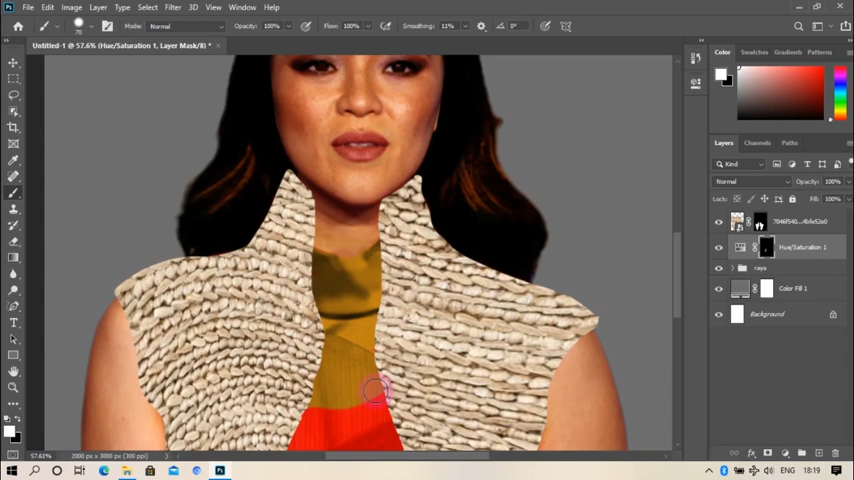 File Edit Image Layer Type Select Filter 3D View Window Help
70 Mode: Normal Opacity: 100% Flow: 100% Smoothing: 11% 0°
Untitled-1 @ 57.6% (Hue/Saturation 1, Layer Mask/8) *
Color Swatches Gradients Patterns
Layers Channels Paths
Kind
Normal Opacity: 100%
Lock: Fill: 100%
Hue/Saturation 1
raya
Color Fill 1
Background
57.61% 2000 px x 3000 px (300 ppi)
ENG 18:19